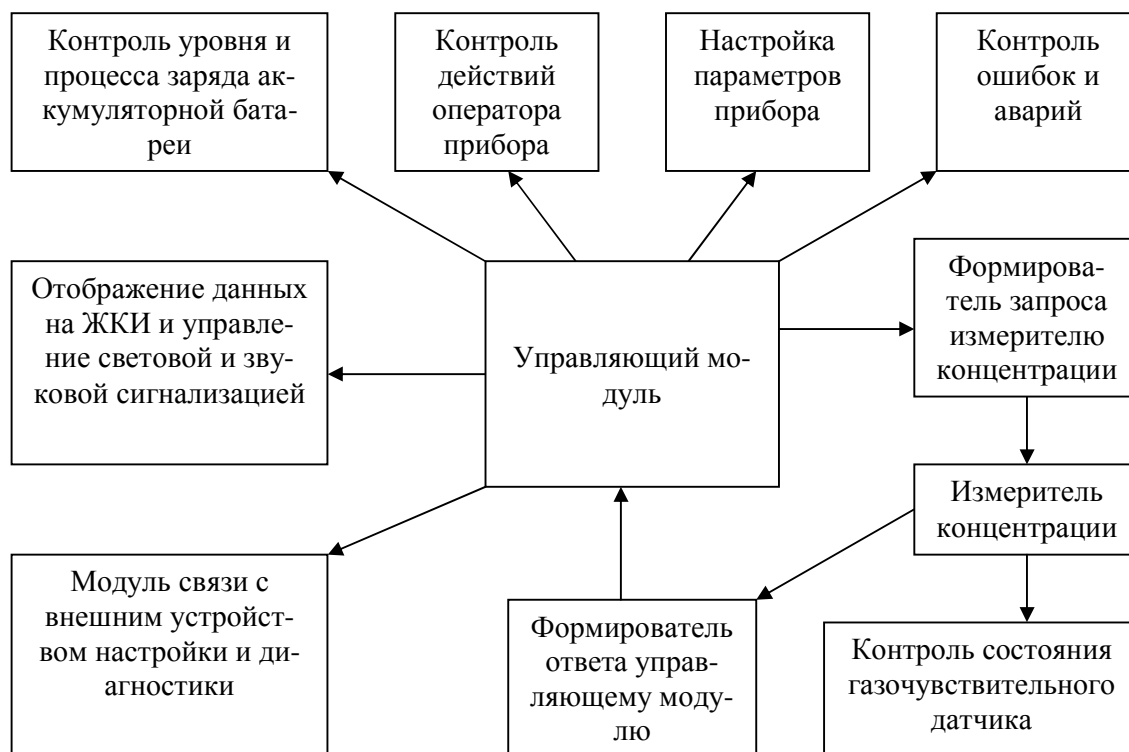 Контроль уровня и
процесса заряда ак-
кумуляторной бата-
реи
Контроль
действий
оператора
прибора
Настройка
параметров
прибора
Контроль
ошибок и
аварий
Отображение данных
на ЖКИ и управле-
ние световой и зву-
ковой сигнализацией
Управляющий мо-
дуль
Формирова-
тель запроса
измерителю
концентрации
Измеритель
концентрации
Модуль связи с
внешним устройст-
вом настройки и ди-
агностики
Формирователь
ответа управ-
ляющему моду-
лю
Контроль состояния
газочувствительного
датчика